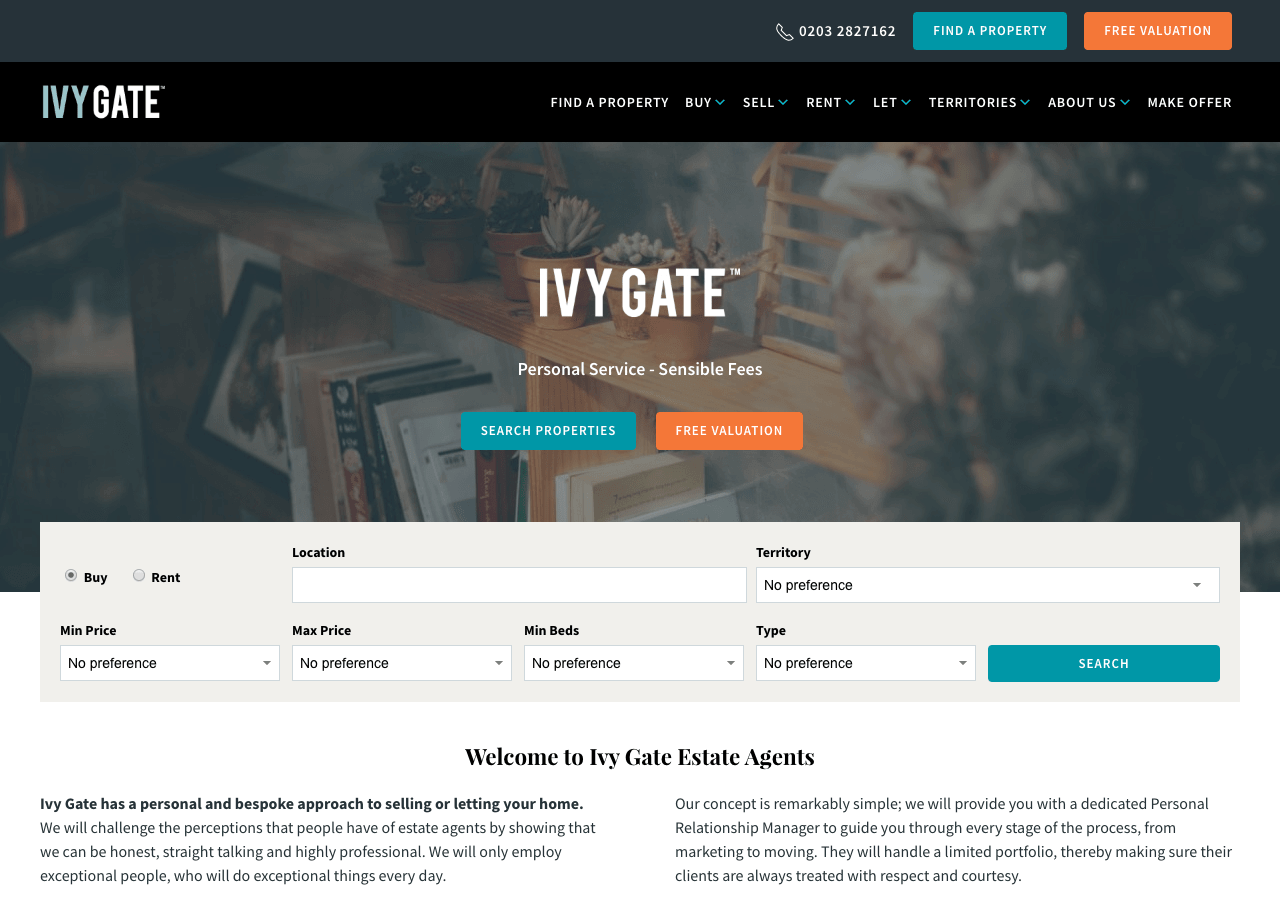 0203 2827162
FIND A PROPERTY
FREE VALUATION
IVY GATE™
FIND A PROPERTY BUY SELL RENT LET TERRITORIES ABOUT US MAKE OFFER
IVY GATE™
Personal Service - Sensible Fees
SEARCH PROPERTIES
FREE VALUATION
Location
Territory
Buy
Rent
No preference
Min Price
Max Price
Min Beds
Type
No preference
No preference
No preference
No preference
SEARCH
Welcome to Ivy Gate Estate Agents
Ivy Gate has a personal and bespoke approach to selling or letting your home.
We will challenge the perceptions that people have of estate agents by showing that
we can be honest, straight talking and highly professional. We will only employ
exceptional people, who will do exceptional things every day.
Our concept is remarkably simple; we will provide you with a dedicated Personal
Relationship Manager to guide you through every stage of the process, from
marketing to moving. They will handle a limited portfolio, thereby making sure their
clients are always treated with respect and courtesy.